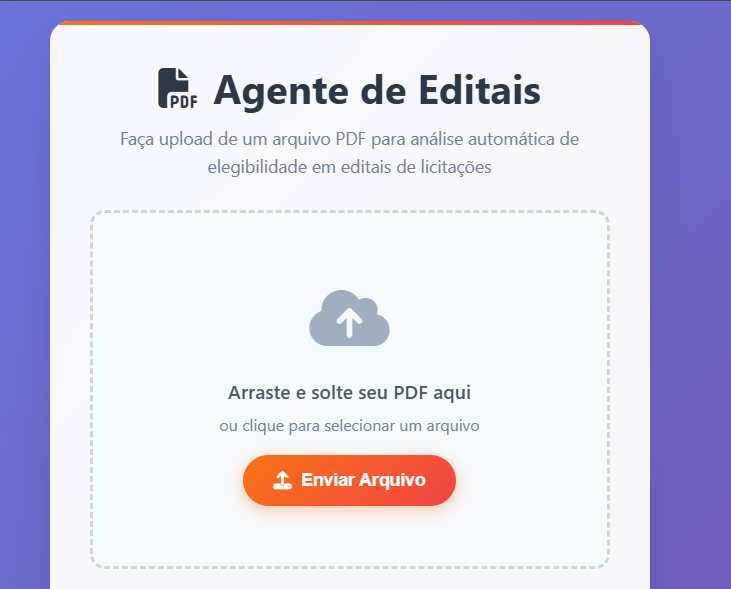 PDF
Agente de Editais
Faça upload de um arquivo PDF para análise automática de
elegibilidade em editais de licitações
Arraste e solte seu PDF aqui
ou clique para selecionar um arquivo
Enviar Arquivo